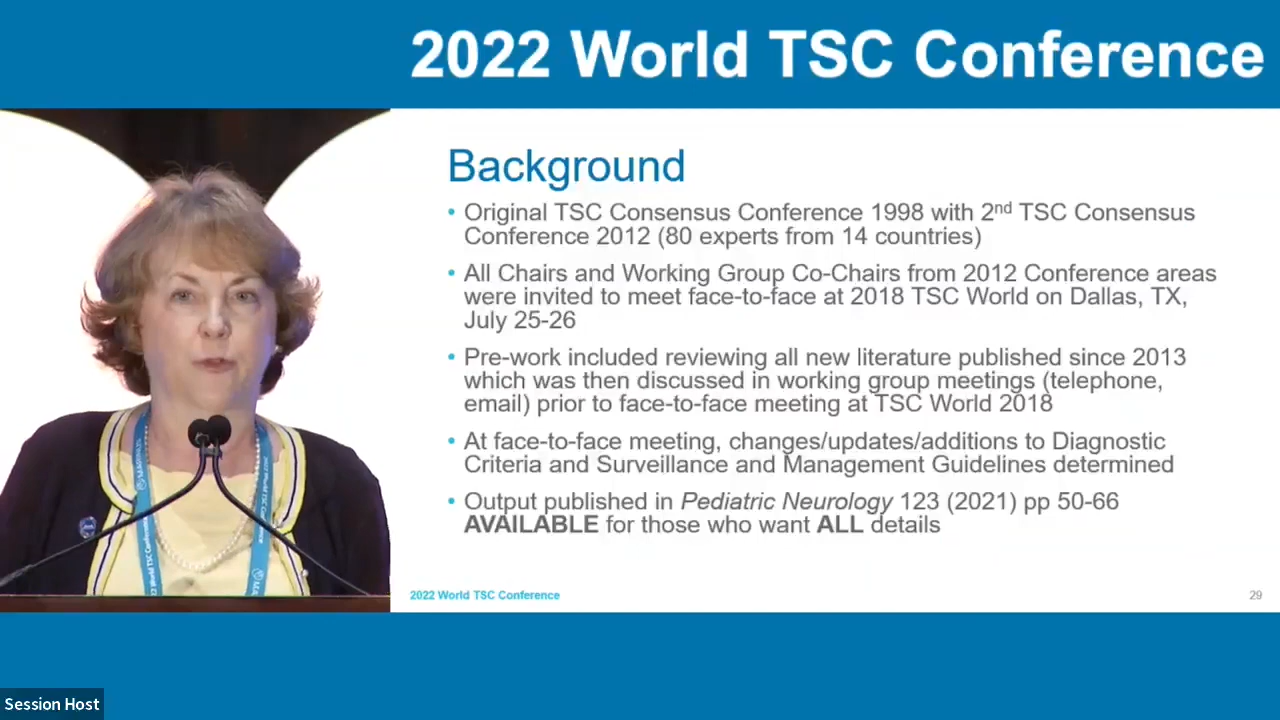 2022 World TSC Conference
Background
• Original TSC Consensus Conference 1998 with 2nd TSC Consensus
Conference 2012 (80 experts from 14 countries)
• All Chairs and Working Group Co-Chairs from 2012 Conference areas
were invited to meet face-to-face at 2018 TSC World on Dallas, TX,
July 25-26
• Pre-work included reviewing all new literature published since 2013
which was then discussed in working group meetings (telephone,
email) prior to face-to-face meeting at TSC World 2018
• At face-to-face meeting, changes/updates/additions to Diagnostic
Criteria and Surveillance and Management Guidelines determined
• Output published in Pediatric Neurology 123 (2021) pp 50-66
AVAILABLE for those who want ALL details
2022 World TSC Conference
29
Session Host